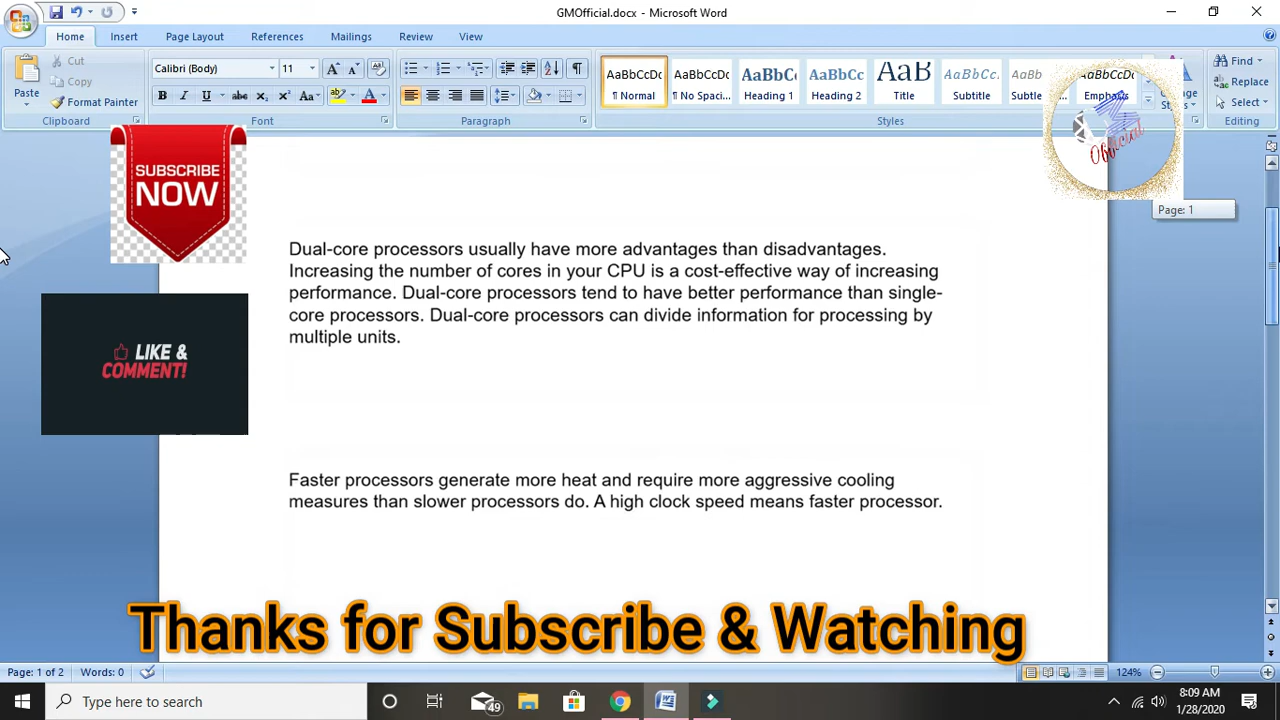 GMOfficial.docx - Microsoft Word
Home Insert Page Layout References Mailings Review View
Paste
Cut
Copy
Format Painter
Clipboard
Calibri (Body) 11
Font
Paragraph
AaBbCcDc AaBbCcDc AaBbCc AaBbCc AaB AaBbCc. AaBbCc AaBbCcDc
¶ Normal ¶ No Spaci... Heading 1 Heading 2 Title Subtitle Subtle Emphasis
Styles
Find
Replace
Select
Editing
Official
Page: 1
SUBSCRIBE
NOW
LIKE &
COMMENT!
Dual-core processors usually have more advantages than disadvantages.
Increasing the number of cores in your CPU is a cost-effective way of increasing
performance. Dual-core processors tend to have better performance than single-
core processors. Dual-core processors can divide information for processing by
multiple units.
Faster processors generate more heat and require more aggressive cooling
measures than slower processors do. A high clock speed means faster processor.
Thanks for Subscribe & Watching
Page: 1 of 2 Words: 0 124%
Type here to search
49
8:09 AM
1/28/2020